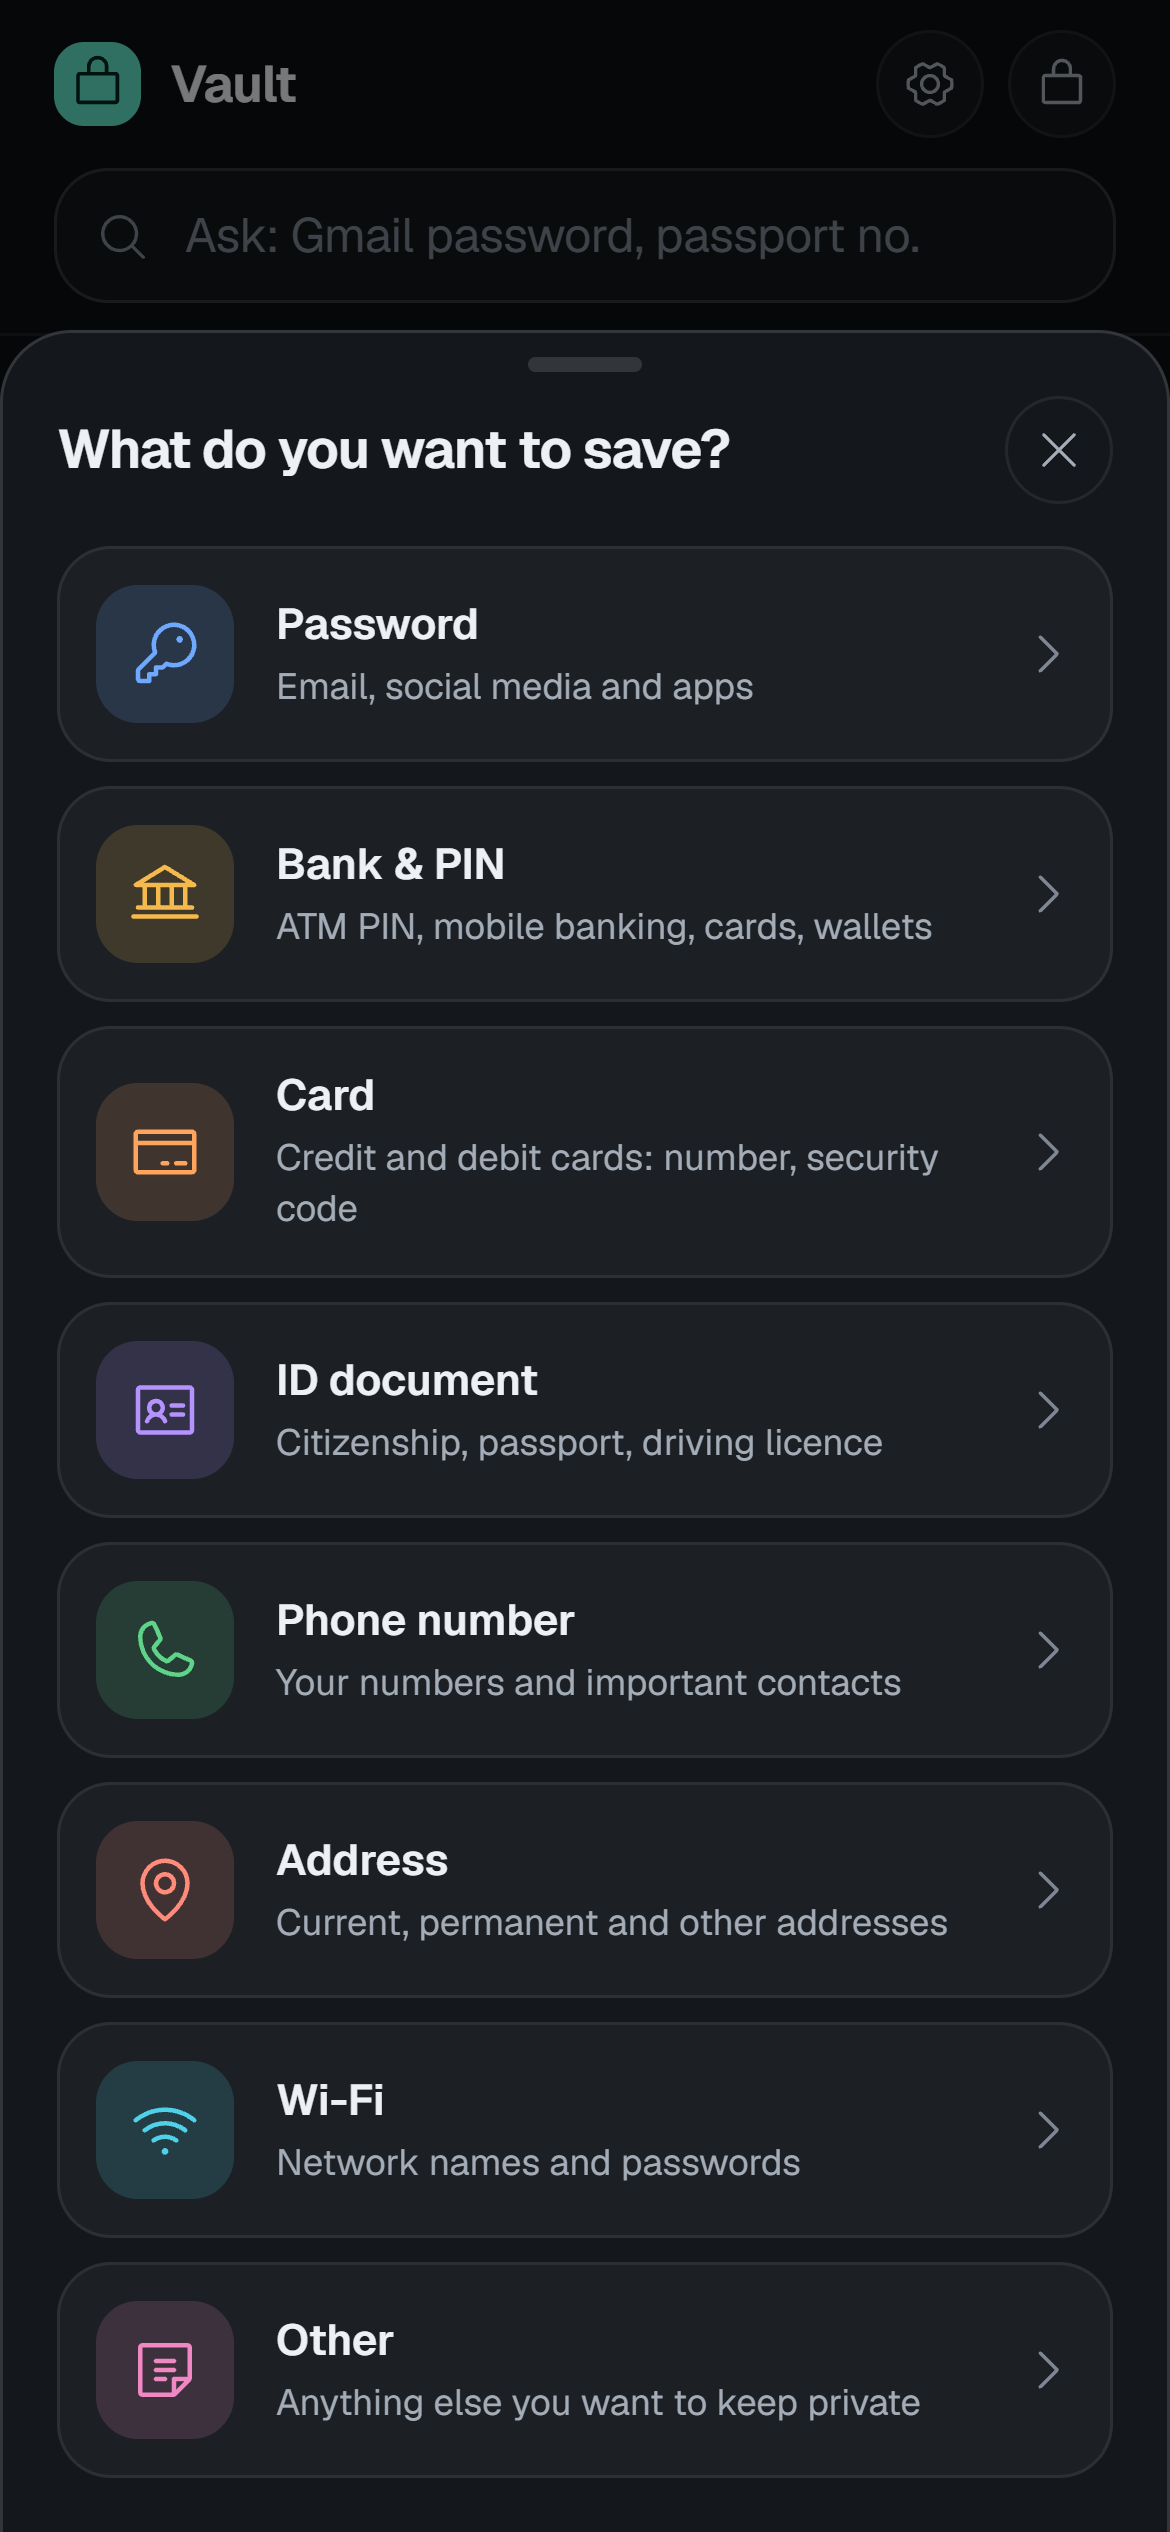 Vault
Ask: Gmail password, passport no.
What do you want to save?
Password
Email, social media and apps
Bank & PIN
ATM PIN, mobile banking, cards, wallets
Card
Credit and debit cards: number, security
code
ID document
Citizenship, passport, driving licence
Phone number
Your numbers and important contacts
Address
Current, permanent and other addresses
Wi-Fi
Network names and passwords
Other
Anything else you want to keep private